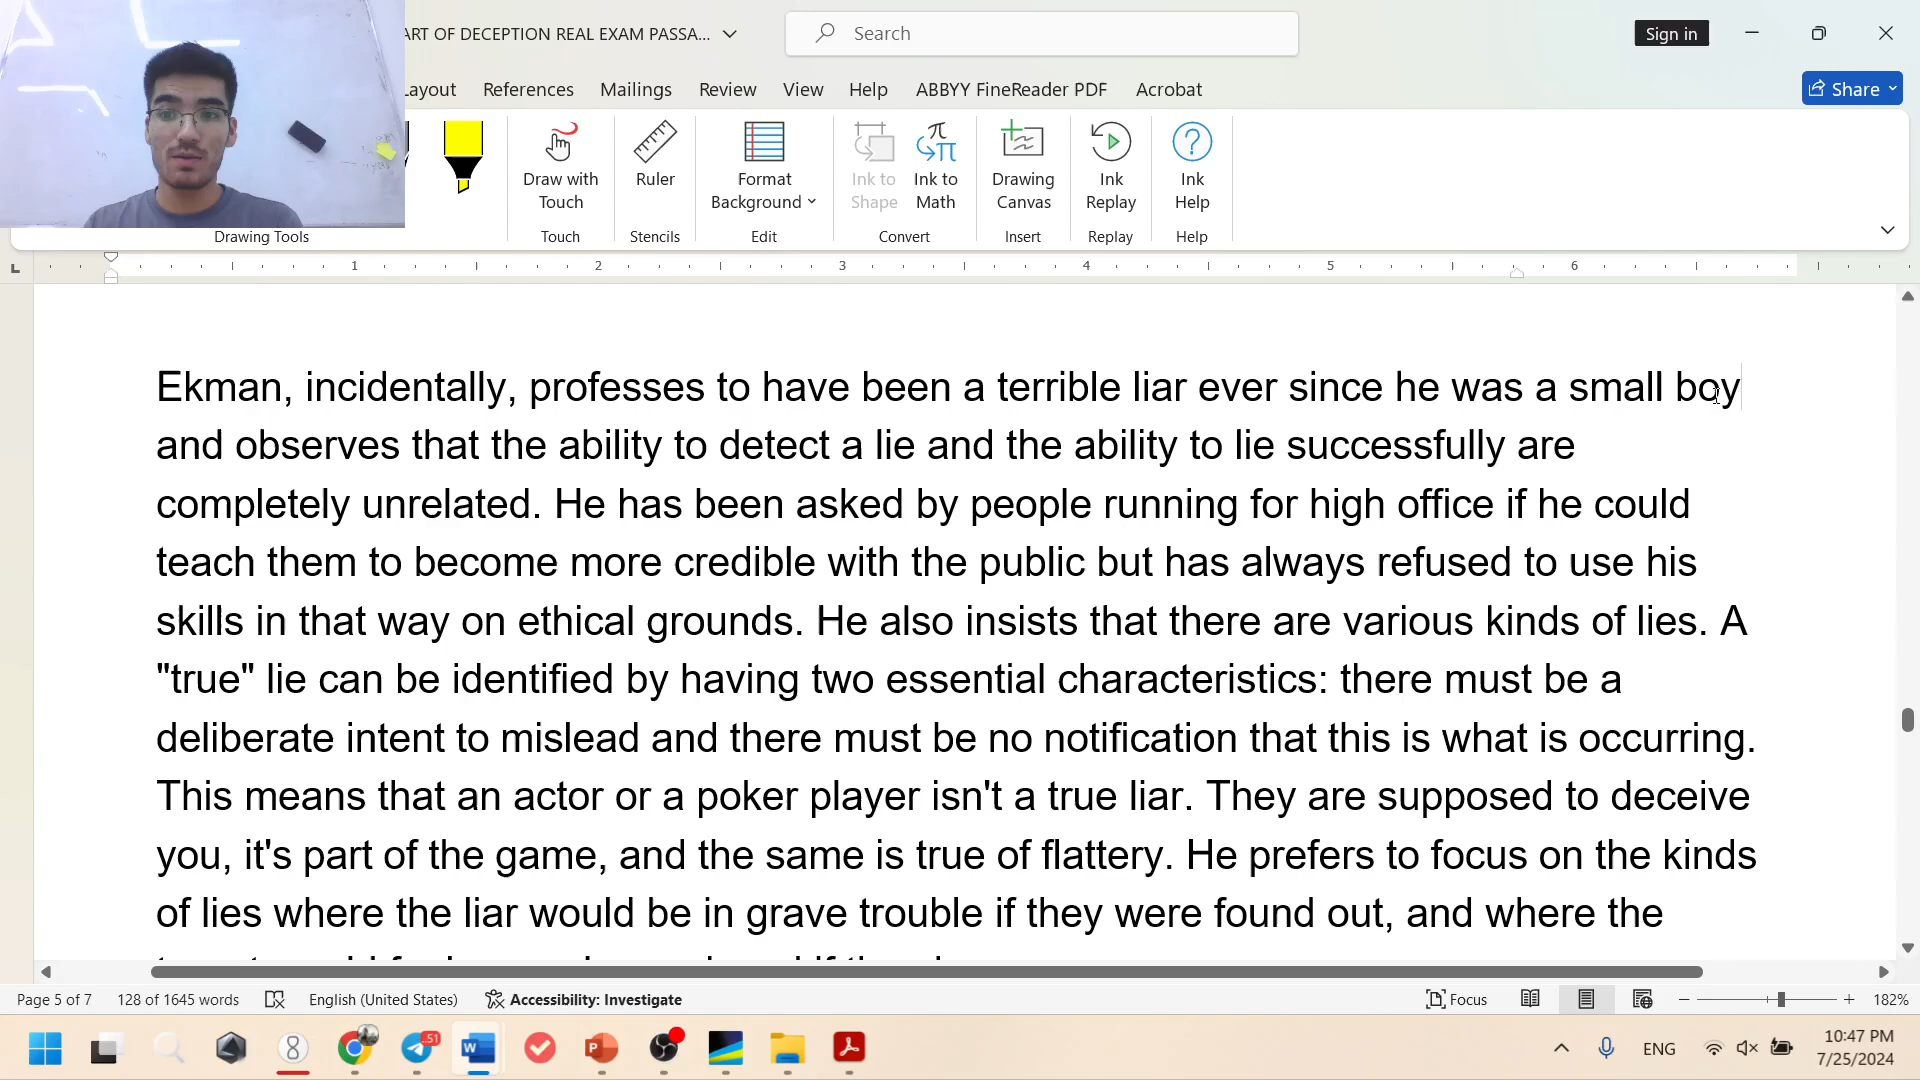 ART OF DECEPTION REAL EXAM PASSA...
Search
Sign in
Layout References Mailings Review View Help ABBYY FineReader PDF Acrobat
Share
Draw with Touch
Ruler
Format Background
Ink to Shape
Ink to Math
Drawing Canvas
Ink Replay
Ink Help
Drawing Tools Touch Stencils Edit Convert Insert Replay Help
1 2 3 4 5 6
Ekman, incidentally, professes to have been a terrible liar ever since he was a small boy
and observes that the ability to detect a lie and the ability to lie successfully are
completely unrelated. He has been asked by people running for high office if he could
teach them to become more credible with the public but has always refused to use his
skills in that way on ethical grounds. He also insists that there are various kinds of lies. A
"true" lie can be identified by having two essential characteristics: there must be a
deliberate intent to mislead and there must be no notification that this is what is occurring.
This means that an actor or a poker player isn't a true liar. They are supposed to deceive
you, it's part of the game, and the same is true of flattery. He prefers to focus on the kinds
of lies where the liar would be in grave trouble if they were found out, and where the
Page 5 of 7 128 of 1645 words English (United States) Accessibility: Investigate Focus 182%
51
ENG
10:47 PM
7/25/2024